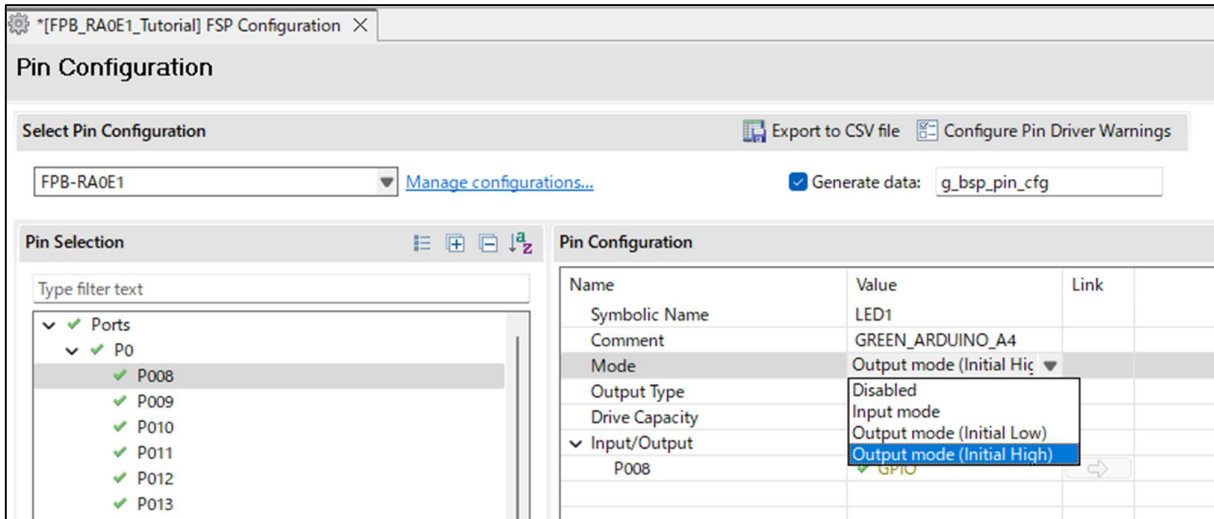 *[FPB_RA0E1_Tutorial] FSP Configuration
Pin Configuration
Select Pin Configuration
Export to CSV file
Configure Pin Driver Warnings
FPB-RA0E1
Manage configurations...
Generate data:
g_bsp_pin_cfg
Pin Selection
Type filter text
Ports
P0
P008
P009
P010
P011
P012
P013
Pin Configuration
Name Value Link
Symbolic Name LED1
Comment GREEN_ARDUINO_A4
Mode Output mode (Initial Hig
Output Type
Drive Capacity
Input/Output
P008 GPIO
Disabled
Input mode
Output mode (Initial Low)
Output mode (Initial High)